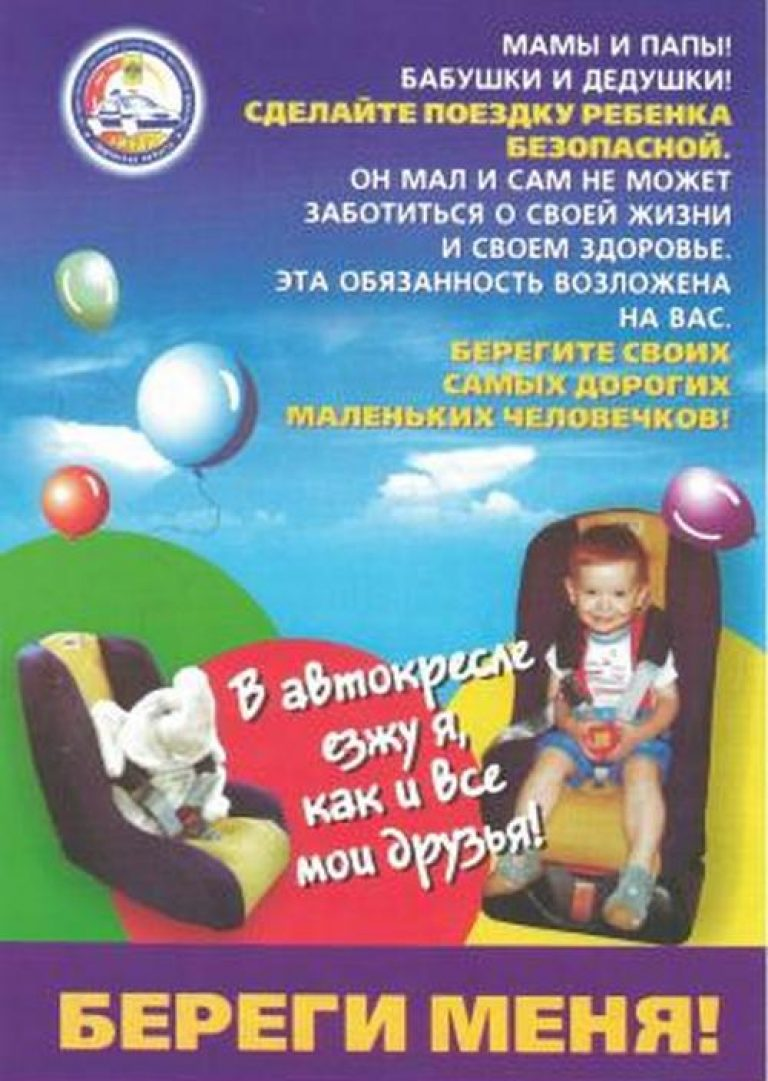 МАМЫ И ПАПЫ!
БАБУШКИ И ДЕДУШКИ!
СДЕЛАЙТЕ ПОЕЗДКУ РЕБЕНКА
БЕЗОПАСНОЙ.
ОН МАЛ И САМ НЕ МОЖЕТ
ЗАБОТИТЬСЯ О СВОЕЙ ЖИЗНИ
И СВОЕМ ЗДОРОВЬЕ.
ЭТА ОБЯЗАННОСТЬ ВОЗЛОЖЕНА
НА ВАС.
БЕРЕГИТЕ СВОИХ
САМЫХ ДОРОГИХ
МАЛЕНЬКИХ ЧЕЛОВЕЧКОВ!
В автокресле
езжу я,
как и все
мои друзья!
БЕРЕГИ МЕНЯ!